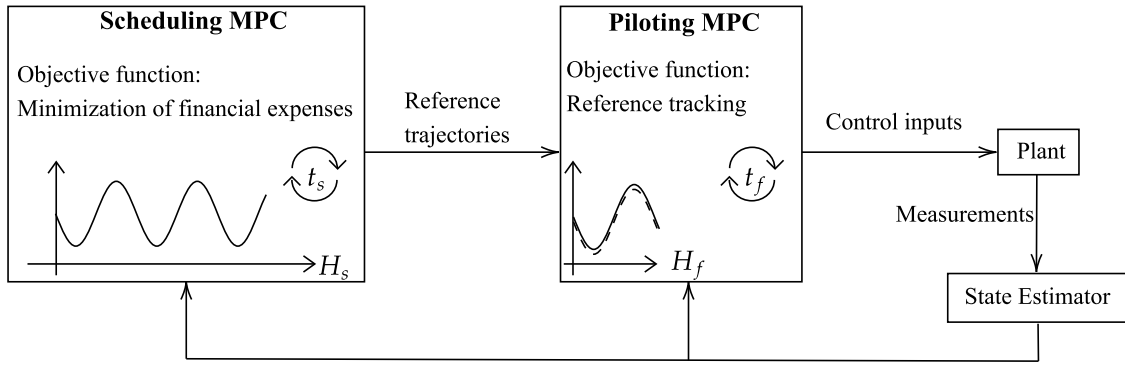 Scheduling MPC
Objective function:
Minimization of financial expenses
t_s
H_s
Reference
trajectories
Piloting MPC
Objective function:
Reference tracking
t_f
H_f
Control inputs
Plant
Measurements
State Estimator